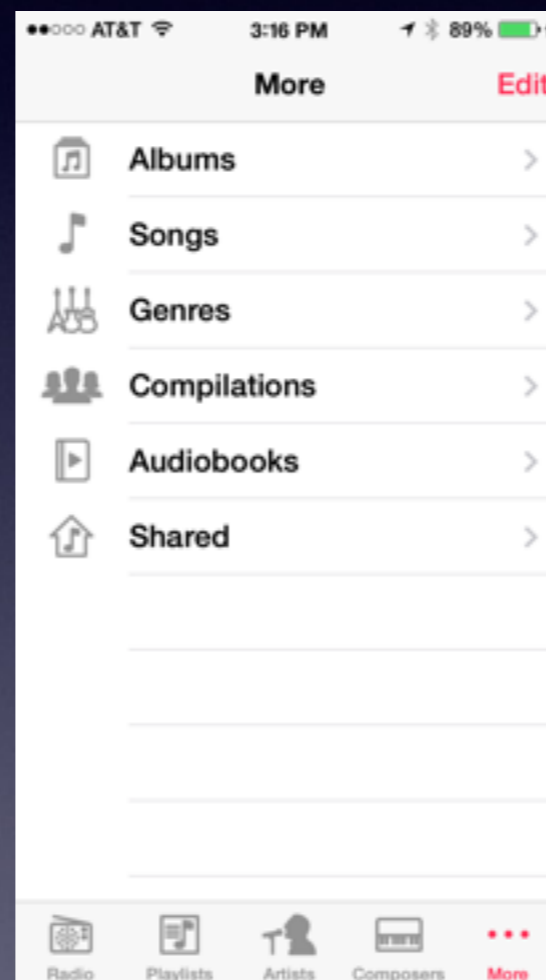 AT&T 3:16 PM 89%
More Edit
Albums
Songs
Genres
Compilations
Audiobooks
Shared
Radio Playlists Artists Composers More